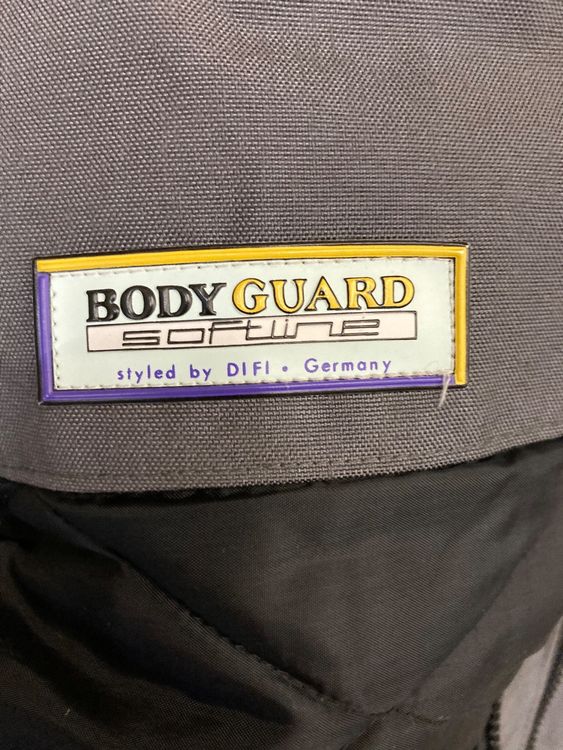 BODY GUARD
softline
styled by DIFI • Germany